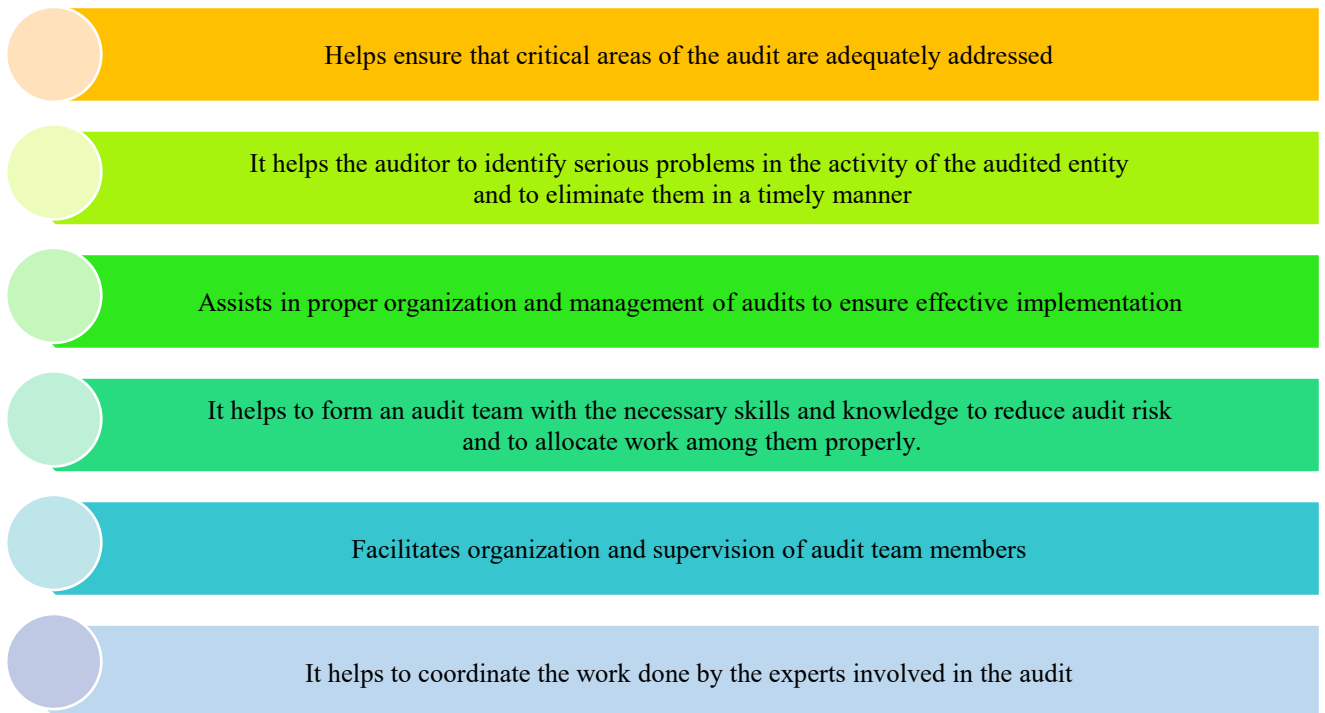 Helps ensure that critical areas of the audit are adequately addressed
It helps the auditor to identify serious problems in the activity of the audited entity
and to eliminate them in a timely manner
Assists in proper organization and management of audits to ensure effective implementation
It helps to form an audit team with the necessary skills and knowledge to reduce audit risk
and to allocate work among them properly.
Facilitates organization and supervision of audit team members
It helps to coordinate the work done by the experts involved in the audit